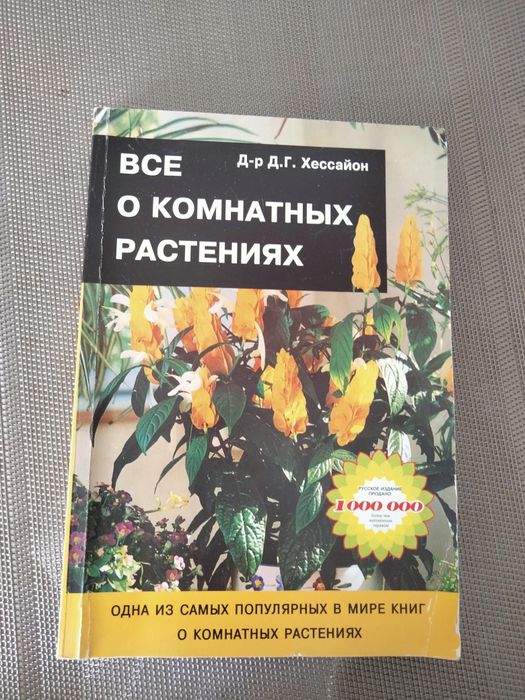 Д-р Д.Г. Хессайон
ВСЕ
О КОМНАТНЫХ
РАСТЕНИЯХ
РУССКОЕ ИЗДАНИЕ
ПРОДАНО
1 000 000
ОДНА ИЗ САМЫХ ПОПУЛЯРНЫХ В МИРЕ КНИГ
О КОМНАТНЫХ РАСТЕНИЯХ